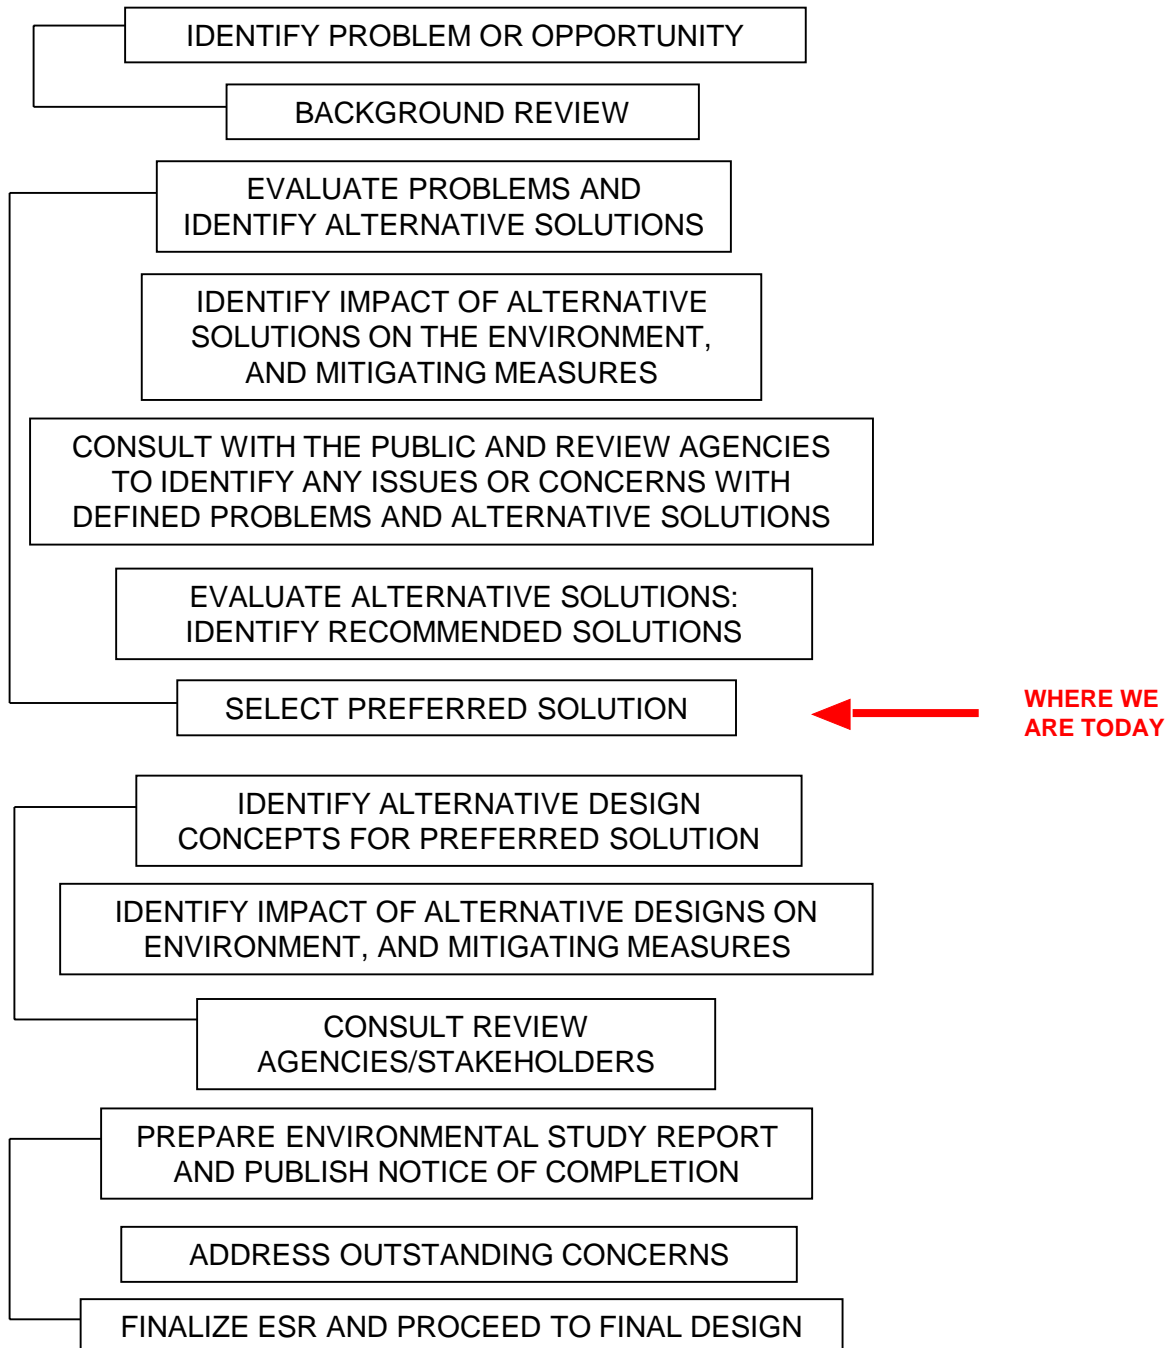 IDENTIFY PROBLEM OR OPPORTUNITY
BACKGROUND REVIEW
EVALUATE PROBLEMS AND
IDENTIFY ALTERNATIVE SOLUTIONS
IDENTIFY IMPACT OF ALTERNATIVE
SOLUTIONS ON THE ENVIRONMENT,
AND MITIGATING MEASURES
CONSULT WITH THE PUBLIC AND REVIEW AGENCIES
TO IDENTIFY ANY ISSUES OR CONCERNS WITH
DEFINED PROBLEMS AND ALTERNATIVE SOLUTIONS
EVALUATE ALTERNATIVE SOLUTIONS:
IDENTIFY RECOMMENDED SOLUTIONS
SELECT PREFERRED SOLUTION
WHERE WE
ARE TODAY
IDENTIFY ALTERNATIVE DESIGN
CONCEPTS FOR PREFERRED SOLUTION
IDENTIFY IMPACT OF ALTERNATIVE DESIGNS ON
ENVIRONMENT, AND MITIGATING MEASURES
CONSULT REVIEW
AGENCIES/STAKEHOLDERS
PREPARE ENVIRONMENTAL STUDY REPORT
AND PUBLISH NOTICE OF COMPLETION
ADDRESS OUTSTANDING CONCERNS
FINALIZE ESR AND PROCEED TO FINAL DESIGN